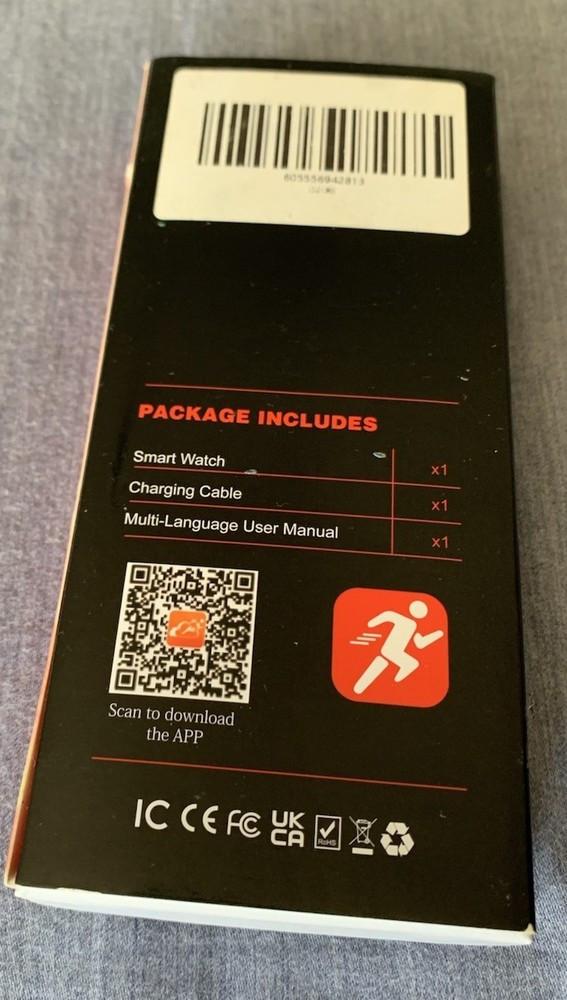 605556942813
PACKAGE INCLUDES
Smart Watch x1
Charging Cable x1
Multi-Language User Manual x1
Scan to download
the APP
IC CE FC UK
CA
RoHS